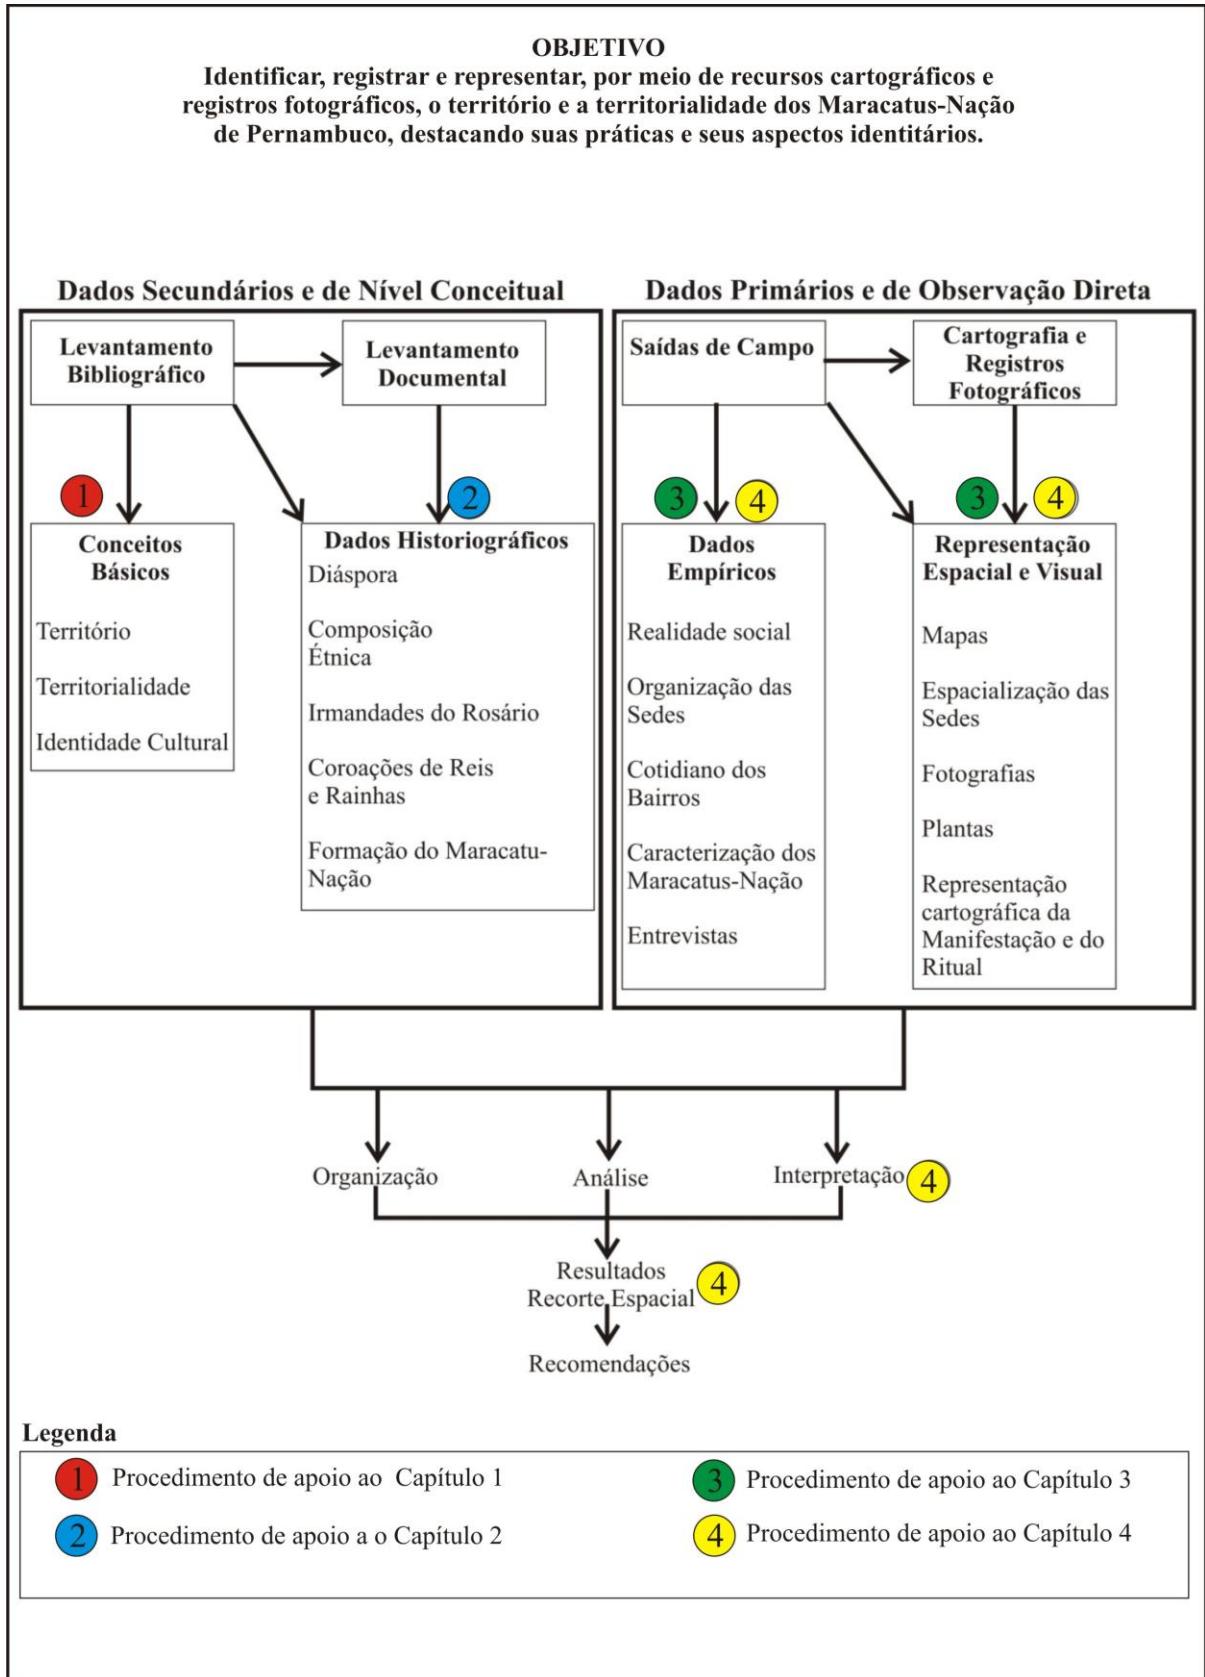 OBJETIVO
Identificar, registrar e representar, por meio de recursos cartográficos e
registros fotográficos, o território e a territorialidade dos Maracatus-Nação
de Pernambuco, destacando suas práticas e seus aspectos identitários.
Dados Secundários e de Nível Conceitual
Levantamento
Bibliográfico
Levantamento
Documental
1
2
Conceitos
Básicos
Território
Territorialidade
Identidade Cultural
Dados Historiográficos
Diáspora
Composição
Étnica
Irmandades do Rosário
Coroações de Reis
e Rainhas
Formação do Maracatu-
Nação
Dados Primários e de Observação Direta
Saídas de Campo
Cartografia e
Registros
Fotográficos
3
4
3
4
Dados
Empíricos
Realidade social
Organização das
Sedes
Cotidiano dos
Bairros
Caracterização dos
Maracatus-Nação
Entrevistas
Representação
Espacial e Visual
Mapas
Espacialização das
Sedes
Fotografias
Plantas
Representação
cartográfica da
Manifestação e do
Ritual
Organização
Análise
Interpretação
4
Resultados
Recorte Espacial
4
Recomendações
Legenda
1 Procedimento de apoio ao Capítulo 1
2 Procedimento de apoio a o Capítulo 2
3 Procedimento de apoio ao Capítulo 3
4 Procedimento de apoio ao Capítulo 4